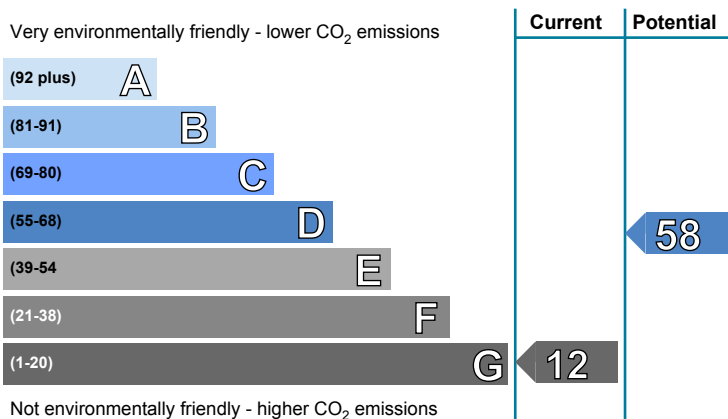 Current Potential
Very environmentally friendly - lower CO2 emissions
(92 plus) A
(81-91) B
(69-80) C
(55-68) D
58
(39-54 E
(21-38) F
(1-20) G 12
Not environmentally friendly - higher CO2 emissions